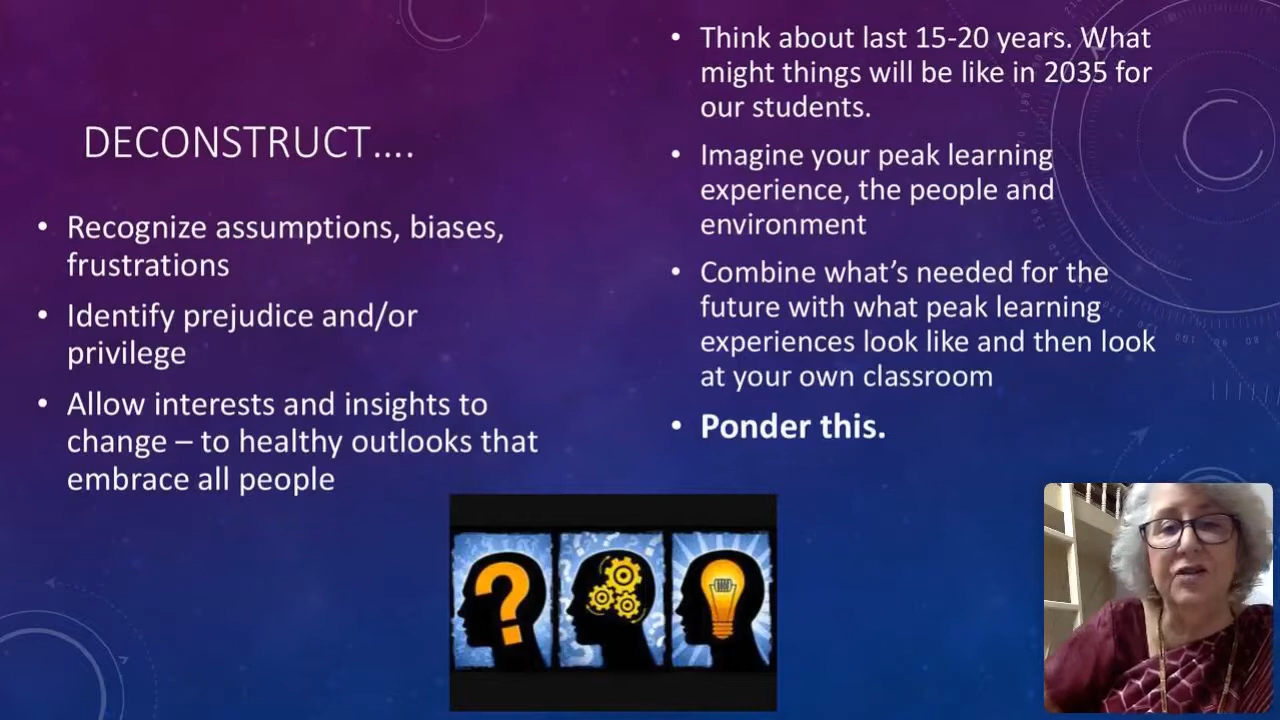 DECONSTRUCT....
• Recognize assumptions, biases,
frustrations
• Identify prejudice and/or
privilege
• Allow interests and insights to
change – to healthy outlooks that
embrace all people
• Think about last 15-20 years. What
might things will be like in 2035 for
our students.
• Imagine your peak learning
experience, the people and
environment
• Combine what’s needed for the
future with what peak learning
experiences look like and then look
at your own classroom
• Ponder this.
?